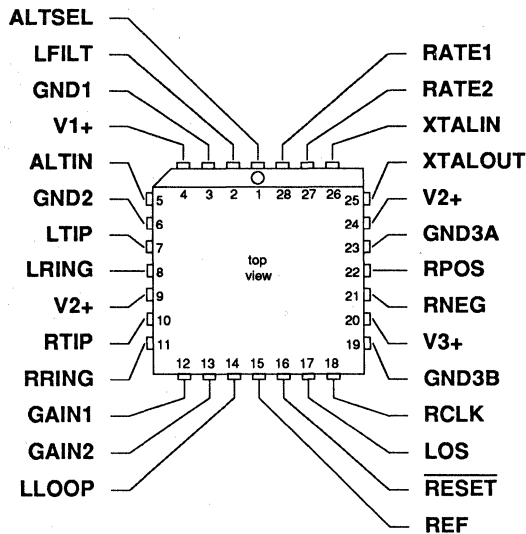 ALTSEL
LFILT
GND1
V1+
ALTIN
GND2
LTIP
LRING
V2+
RTIP
RRING
GAIN1
GAIN2
LLOOP
RATE1
RATE2
XTALIN
XTALOUT
V2+
GND3A
RPOS
RNEG
V3+
GND3B
RCLK
LOS
RESET
REF
4 3 2 1 28 27 26
5
6
7
8
9
10
11
25
24
23
22
21
20
19
top
view
12 13 14 15 16 17 18